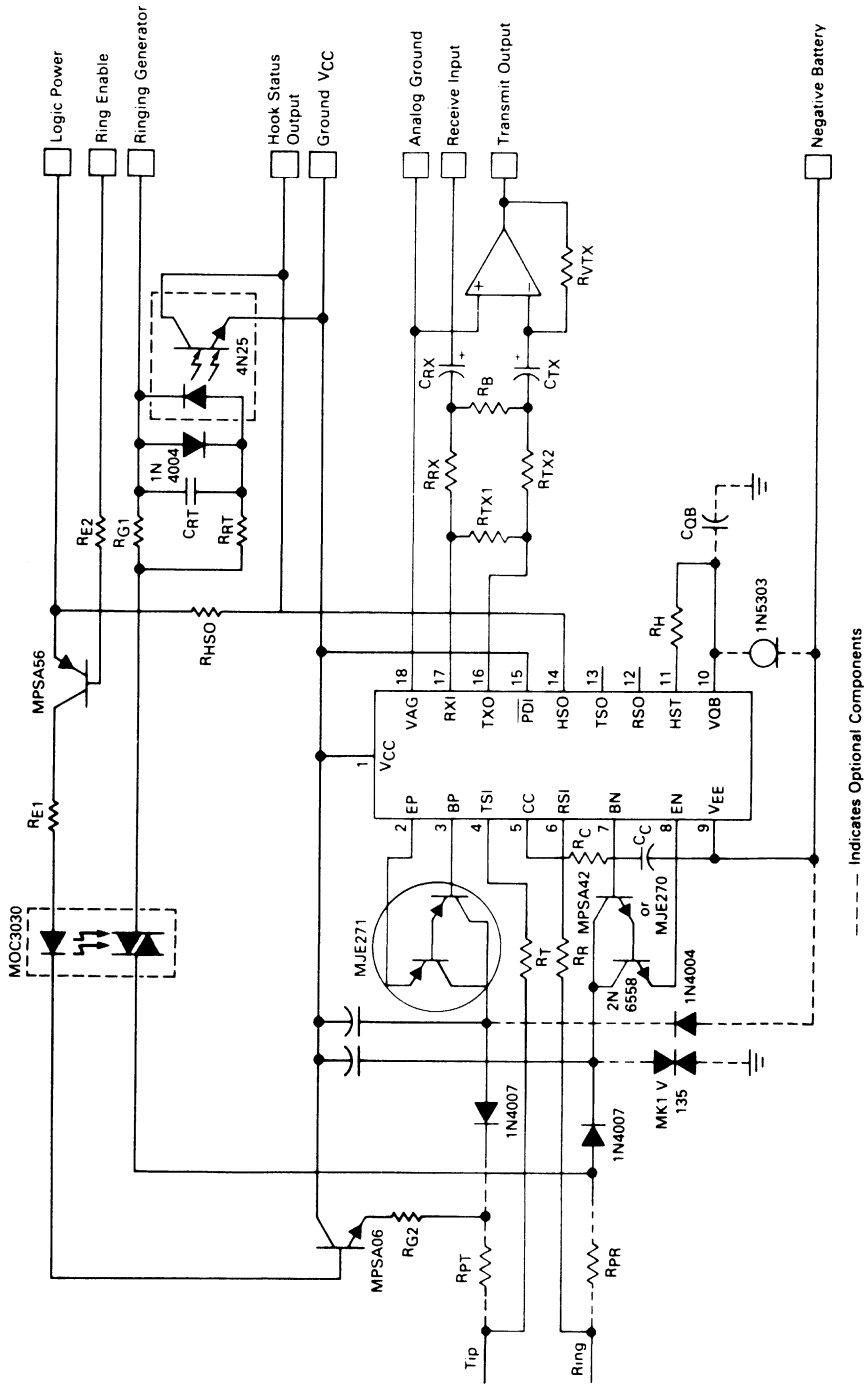 Logic Power
Ring Enable
Ringing Generator
Hook Status
Output
Ground VCC
Analog Ground
Receive Input
Transmit Output
Negative Battery
MOC3030
RE1
MPSA56
RE2
RG1
CRT
RRT
1N
4004
4N25
RHSO
MPSA06
RG2
MJE271
1N4007
RPT
Tip
Ring
RPR
1N4007
MK1 V
135
1N4004
2N
6558
MPSA42
or
MJE270
RT
RR
RC
CC
1
VCC
2
EP
3
BP
4
TSI
5
CC
6
RSI
7
BN
8
EN
9
VEE
18
VAG
17
RXI
16
TXO
15
PDI
14
HSO
13
TSO
12
RSO
11
HST
10
VQB
RTX1
RRX
RTX2
RB
CRX
+
CTX
+
+
−
RVTX
RH
CQB
1N5303
---- Indicates Optional Components